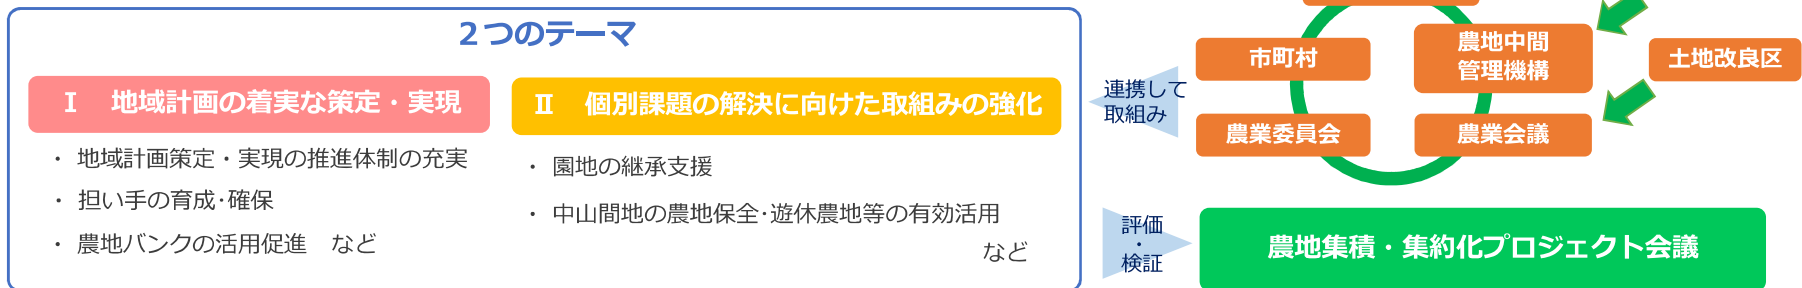 ２つのテーマ
Ⅰ　地域計画の着実な策定・実現
・ 地域計画策定・実現の推進体制の充実
・ 担い手の育成･確保
・ 農地バンクの活用促進　など
Ⅱ　個別課題の解決に向けた取組みの強化
・ 園地の継承支援
・ 中山間地の農地保全･遊休農地等の有効活用
など
連携して
取組み
市町村
農地中間
管理機構
土地改良区
農業委員会
農業会議
評価
・
検証
農地集積・集約化プロジェクト会議